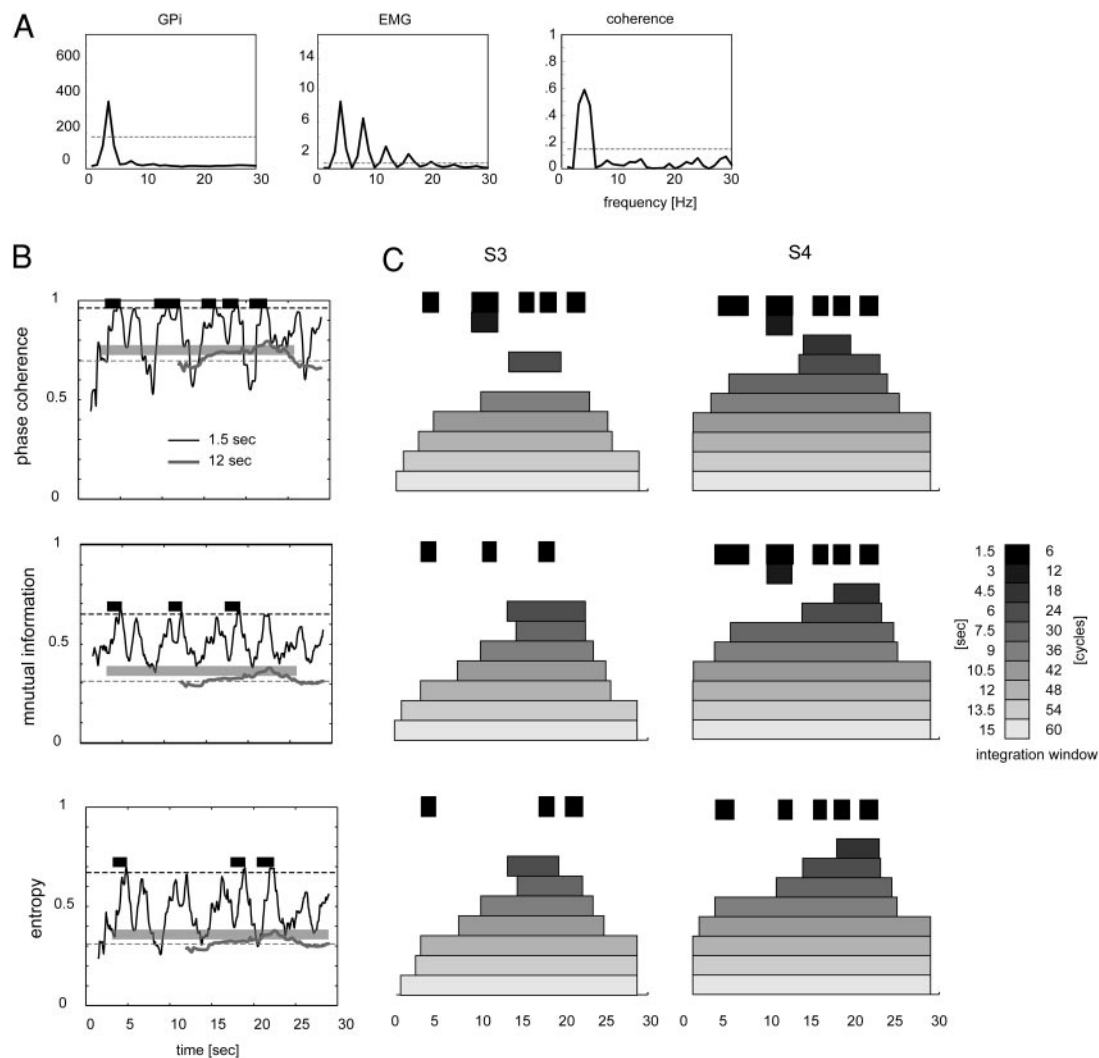 A
GPi
EMG
coherence
600
400
200
0
0 10 20 30
14
10
6
2
0 10 20 30
1
.8
.6
.4
.2
0
0 10 20 30
frequency [Hz]
B
C
S3
S4
phase coherence
1
0.5
0
1.5 sec
12 sec
mnutual information
1
0.5
0
1.5 6
3 12
4.5 18
6 24
7.5 30
9 36
10.5 42
12 48
13.5 54
15 60
[sec]
[cycles]
integration window
entropy
1
0.5
0
0 5 10 15 20 25 30
time [sec]
0 5 10 15 20 25 30
0 5 10 15 20 25 30